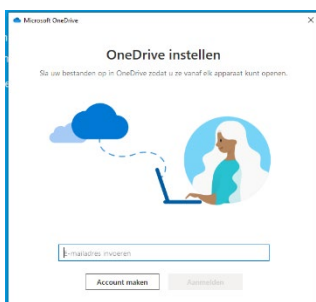 Microsoft OneDrive
OneDrive instellen
Sla uw bestanden op in OneDrive zodat u ze vanaf elk apparaat kunt openen.
E-mailadres invoeren
Account maken
Aanmelden